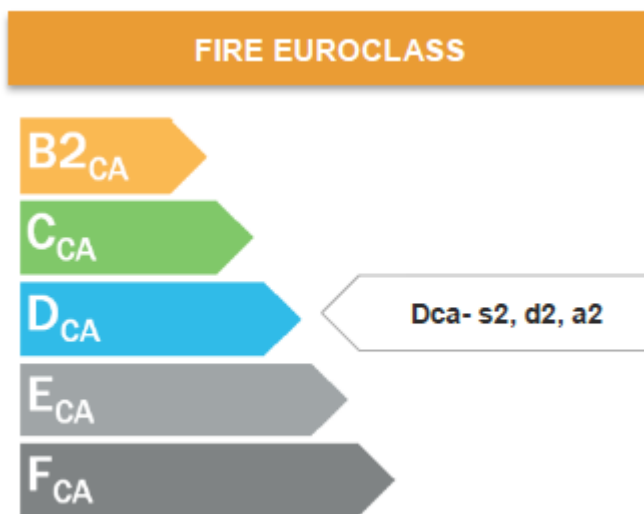 FIRE EUROCLASS
B2CA
CCA
DCA
Dca- s2, d2, a2
ECA
FCA